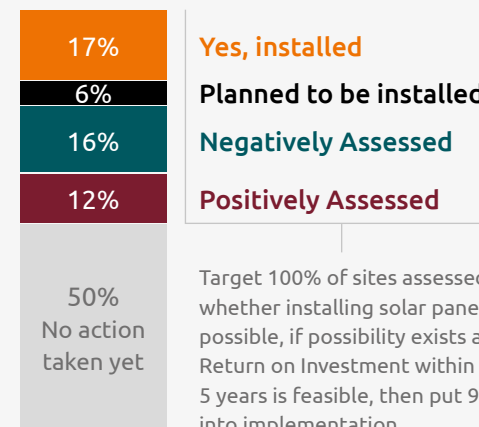 17% Yes, installed
6% Planned to be installed
16% Negatively Assessed
12% Positively Assessed
50%
No action
taken yet
Target 100% of sites assessed
whether installing solar
possible, if possibility exists
Return on Investment within
5 years is feasible, then put
into implementation